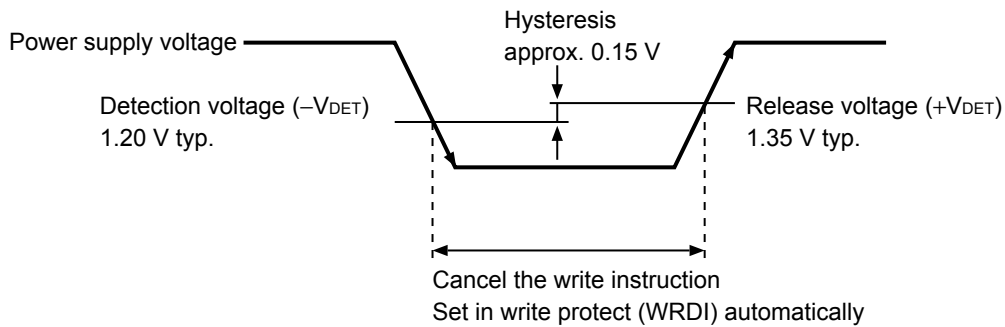 Hysteresis
approx. 0.15 V
Power supply voltage
Detection voltage (−VDET)
1.20 V typ.
Release voltage (+VDET)
1.35 V typ.
Cancel the write instruction
Set in write protect (WRDI) automatically